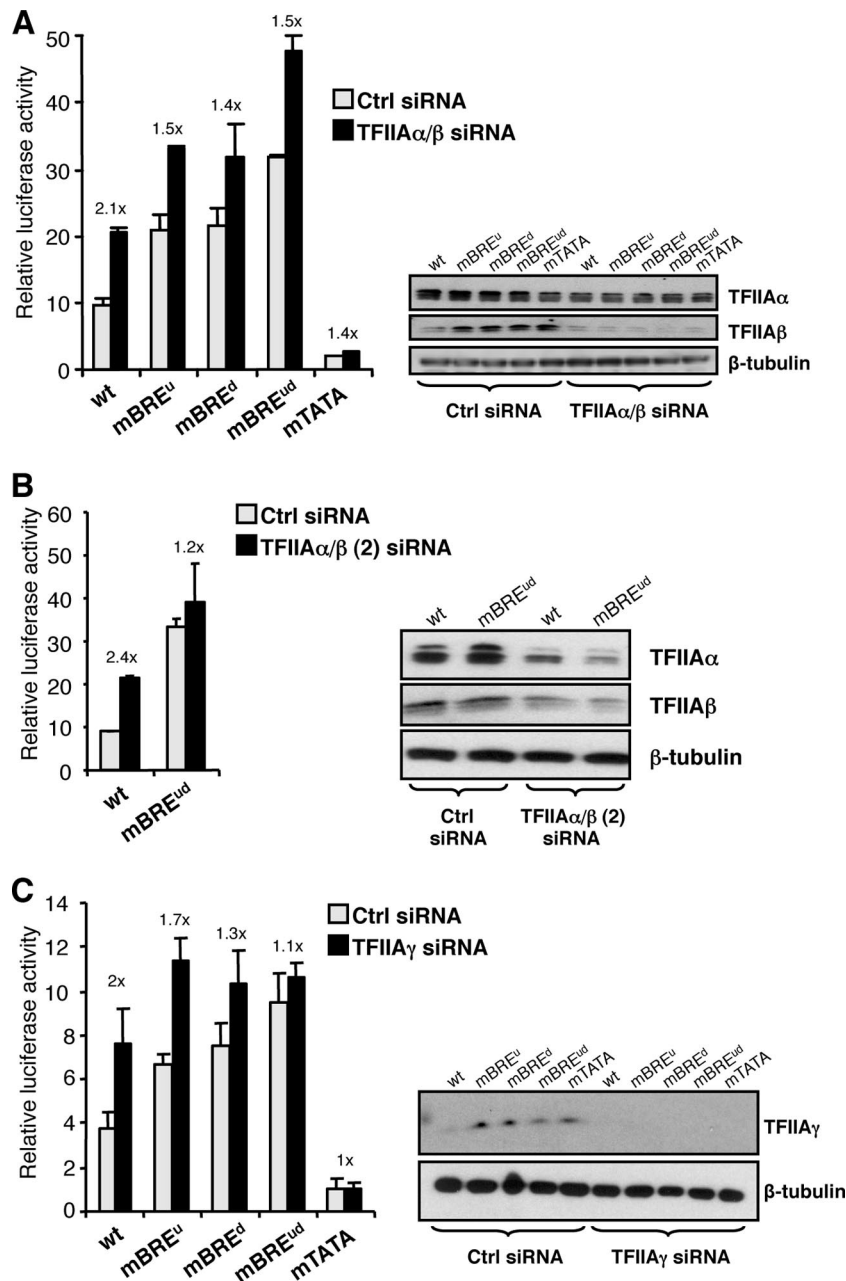 A
Relative luciferase activity
50
40
30
20
10
0
2.1x
1.5x
1.4x
1.5x
1.4x
wt
mBREᵘ
mBREᵈ
mBREᵘᵈ
mTATA
Ctrl siRNA
TFIIAα/β siRNA
wt mBREᵘ mBREᵈ mBREᵘᵈ mTATA wt mBREᵘ mBREᵈ mBREᵘᵈ mTATA
TFIIAα
TFIIAβ
β-tubulin
Ctrl siRNA TFIIAα/β siRNA
B
Relative luciferase activity
60
50
40
30
20
10
0
2.4x
1.2x
wt
mBREᵘᵈ
Ctrl siRNA
TFIIAα/β (2) siRNA
wt mBREᵘᵈ wt mBREᵘᵈ
TFIIAα
TFIIAβ
β-tubulin
Ctrl siRNA
TFIIAα/β (2) siRNA
C
Relative luciferase activity
14
12
10
8
6
4
2
0
2x
1.7x
1.3x
1.1x
1x
wt
mBREᵘ
mBREᵈ
mBREᵘᵈ
mTATA
Ctrl siRNA
TFIIAγ siRNA
wt mBREᵘ mBREᵈ mBREᵘᵈ mTATA wt mBREᵘ mBREᵈ mBREᵘᵈ mTATA
TFIIAγ
β-tubulin
Ctrl siRNA TFIIAγ siRNA